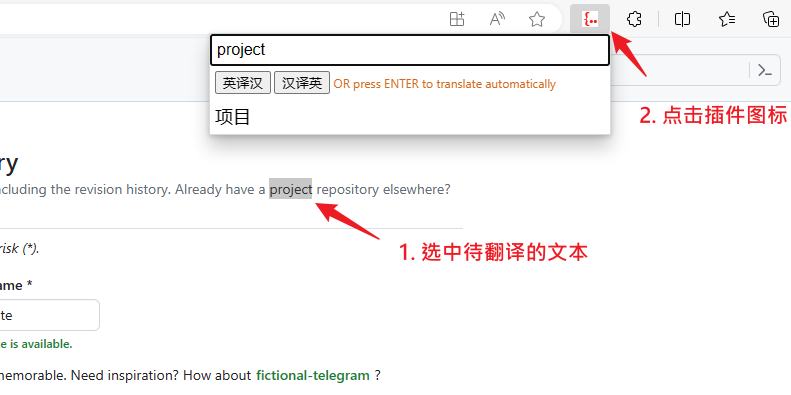 project
英译汉 汉译英 OR press ENTER to translate automatically
项目
2. 点击插件图标
ry
ncluding the revision history. Already have a project repository elsewhere?
1. 选中待翻译的文本
risk (*).
ame *
te
e is available.
nemorable. Need inspiration? How about fictional-telegram ?